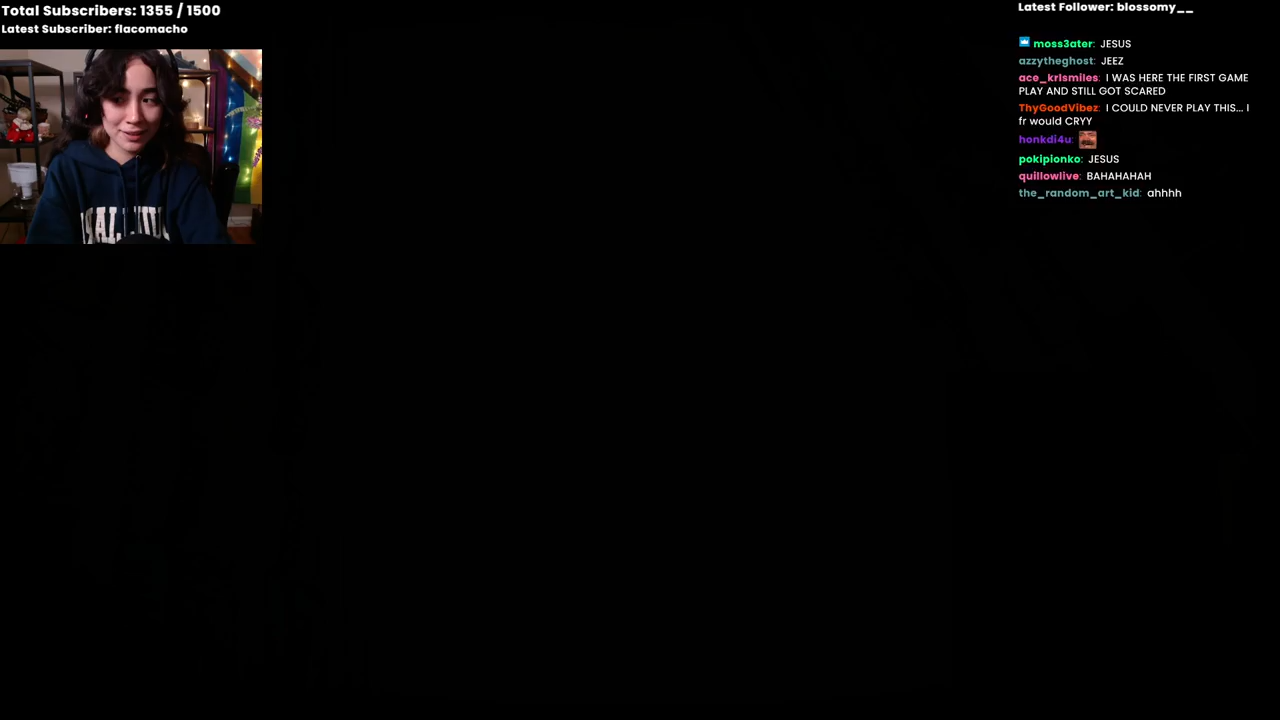 Total Subscribers: 1355 / 1500
Latest Subscriber: flacomacho
Latest Follower: blossomy__
moss3ater: JESUS
azzytheghost: JEEZ
ace_krismiles: I WAS HERE THE FIRST GAME
PLAY AND STILL GOT SCARED
ThyGoodVibez: I COULD NEVER PLAY THIS... I
fr would CRYY
honkdi4u:
pokipionko: JESUS
quillowlive: BAHAHAHAH
the_random_art_kid: ahhhh